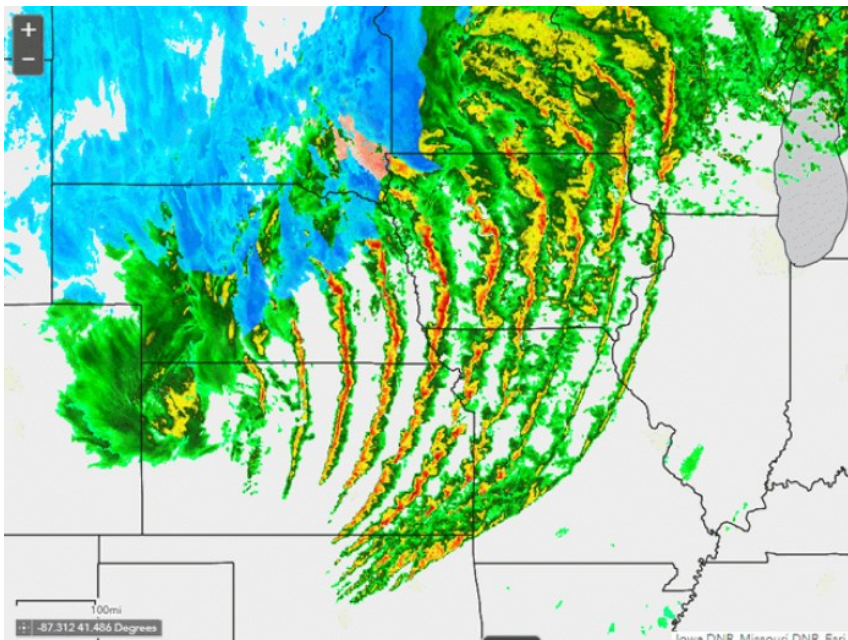 +
−
100mi
-87.312 41.486 Degrees
Iowa DNR, Missouri DNR, Esri